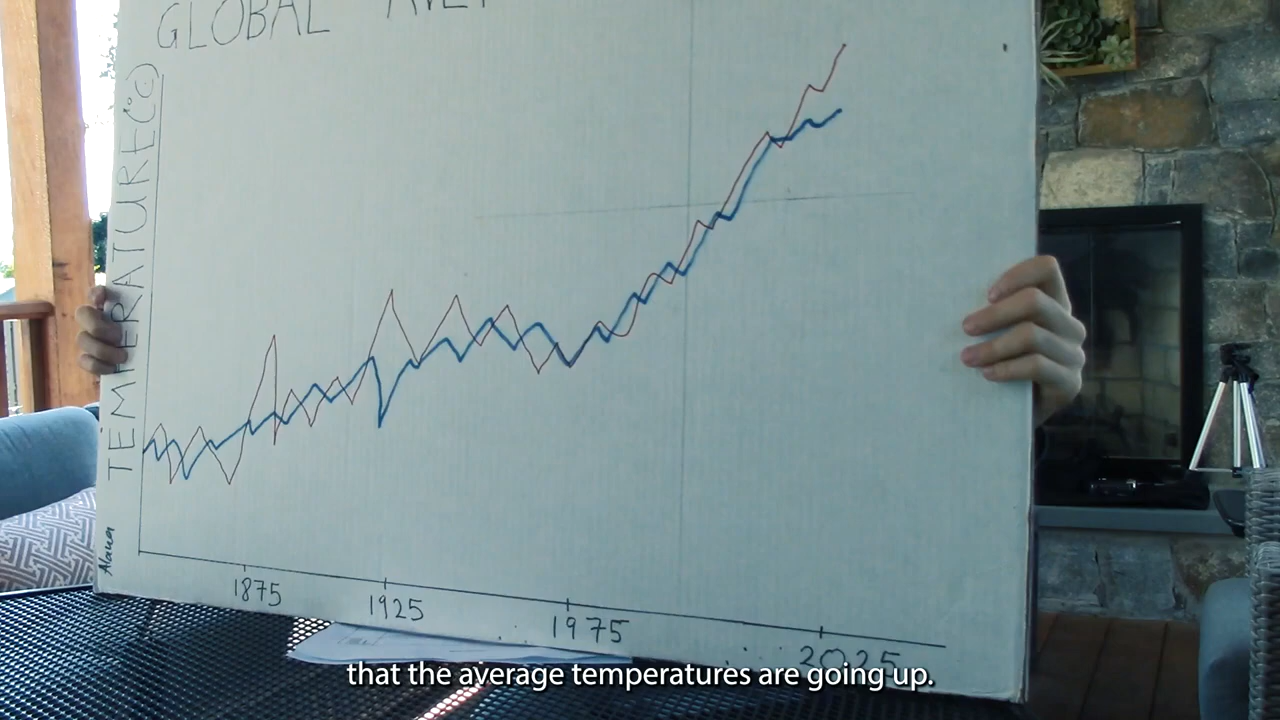 GLOBAL
TEMPERATURE(°C)
Alana
1875
1925
1975
2025
that the average temperatures are going up.